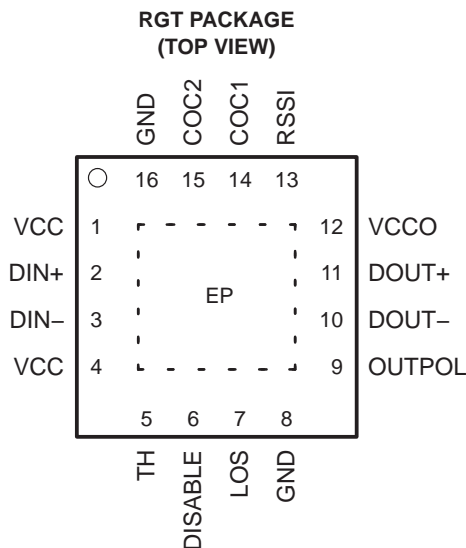 RGT PACKAGE
(TOP VIEW)
GND COC2 COC1 RSSI
16 15 14 13
VCC 1 12 VCCO
DIN+ 2 11 DOUT+
EP
DIN− 3 10 DOUT−
VCC 4 9 OUTPOL
5 6 7 8
TH DISABLE LOS GND